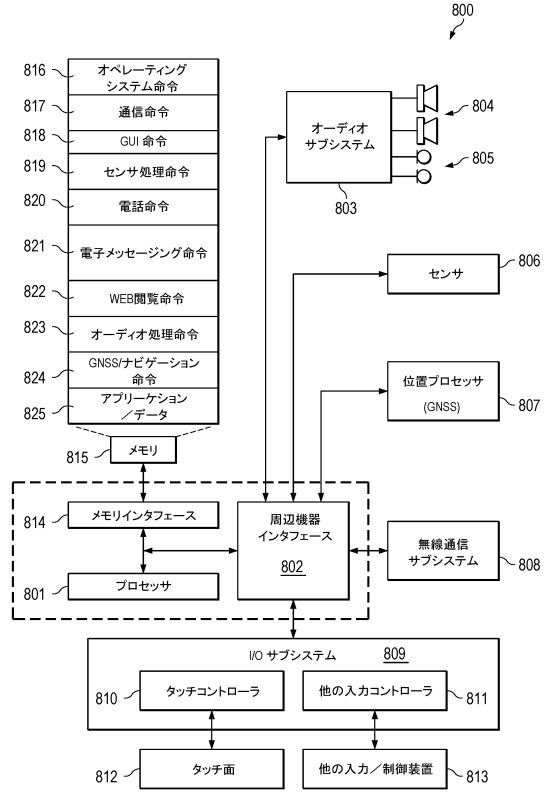 800
816
オペレーティング
システム命令
817
通信命令
818
GUI 命令
819
センサ処理命令
820
電話命令
821
電子メッセージング命令
822
WEB閲覧命令
823
オーディオ処理命令
824
GNSS/ナビゲーション
命令
825
アプリケーション
／データ
815
メモリ
オーディオ
サブシステム
803
804
805
センサ
806
位置プロセッサ
(GNSS)
807
814
メモリインタフェース
801
プロセッサ
周辺機器
インタフェース
802
無線通信
サブシステム
808
I/O サブシステム 809
810
タッチコントローラ
他の入力コントローラ
811
812
タッチ面
他の入力／制御装置
813